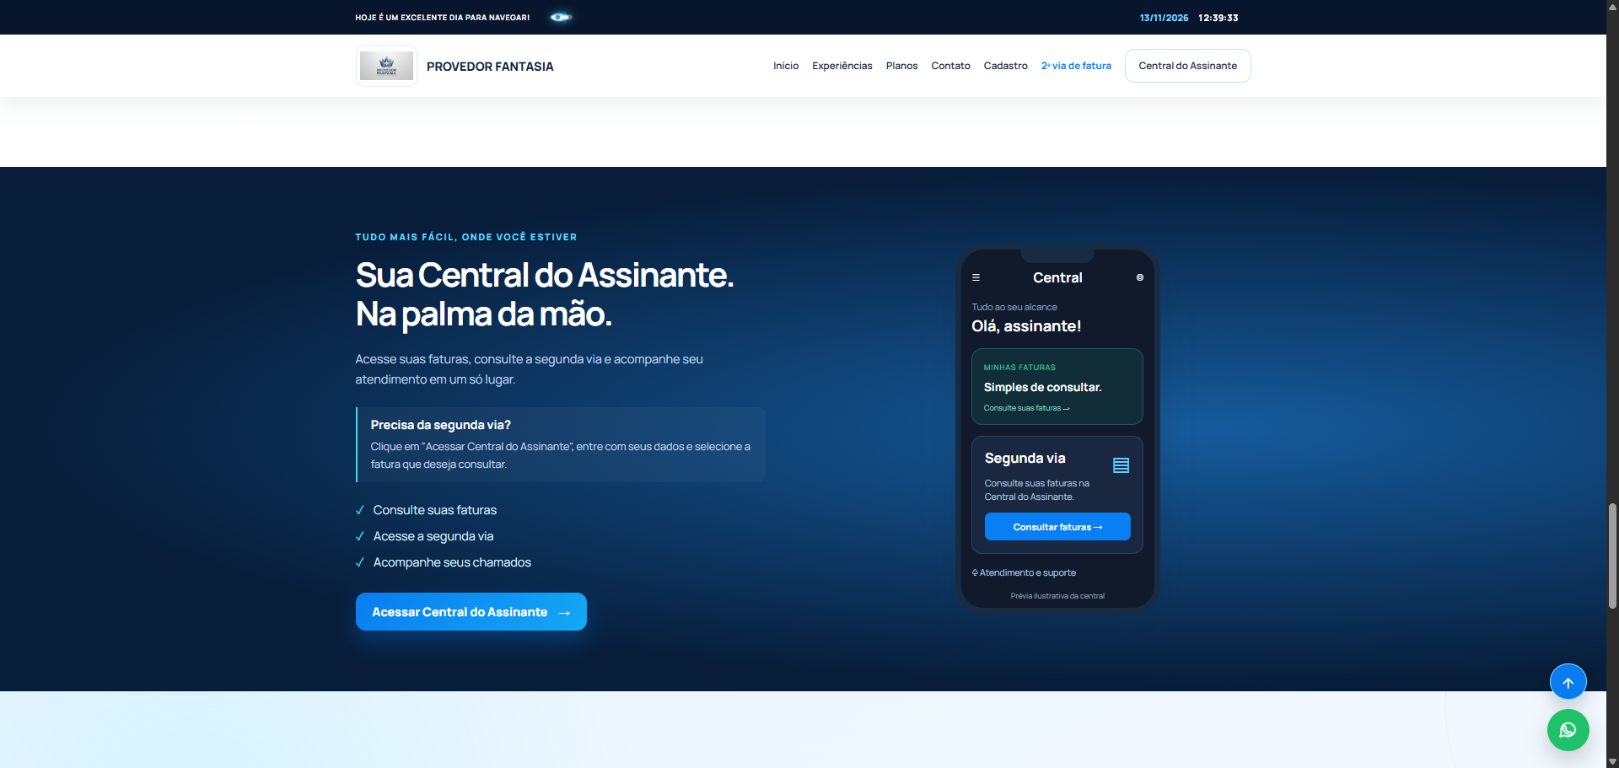 HOJE É UM EXCELENTE DIA PARA NAVEGAR!
13/11/2026 12:39:33
PROVEDOR FANTASIA
Início
Experiências
Planos
Contato
Cadastro
2ª via de fatura
Central do Assinante
TUDO MAIS FÁCIL, ONDE VOCÊ ESTIVER
Sua Central do Assinante.
Na palma da mão.
Acesse suas faturas, consulte a segunda via e acompanhe seu
atendimento em um só lugar.
Precisa da segunda via?
Clique em "Acessar Central do Assinante", entre com seus dados e selecione a
fatura que deseja consultar.
✓ Consulte suas faturas
✓ Acesse a segunda via
✓ Acompanhe seus chamados
Acessar Central do Assinante →
Central
Tudo ao seu alcance
Olá, assinante!
MINHAS FATURAS
Simples de consultar.
Consulte suas faturas →
Segunda via
Consulte suas faturas na
Central do Assinante.
Consultar faturas →
Atendimento e suporte
Prévia ilustrativa da central